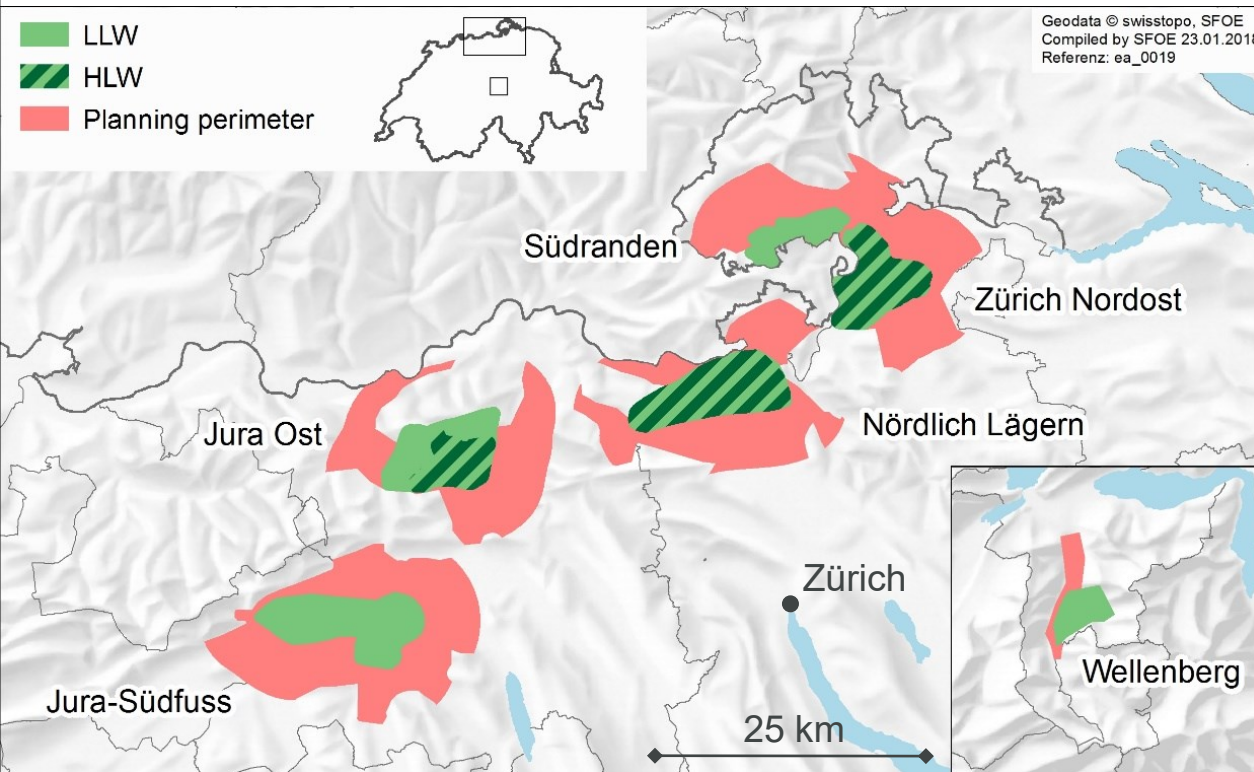 LLW
HLW
Planning perimeter
Geodata © swisstopo, SFOE
Compiled by SFOE 23.01.2018
Referenz: ea_0019
Südranden
Zürich Nordost
Jura Ost
Nördlich Lägern
Zürich
Wellenberg
Jura-Südfuss
25 km